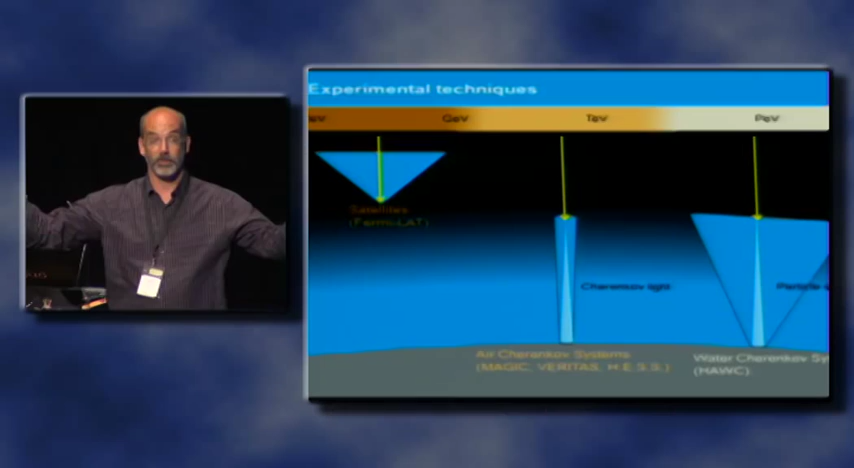 Experimental techniques
GeV TeV PeV
Satellites
(Fermi-LAT)
Cherenkov light
Air Cherenkov Systems
(MAGIC, VERITAS, H.E.S.S.)
Water Cherenkov Sy
(HAWC)